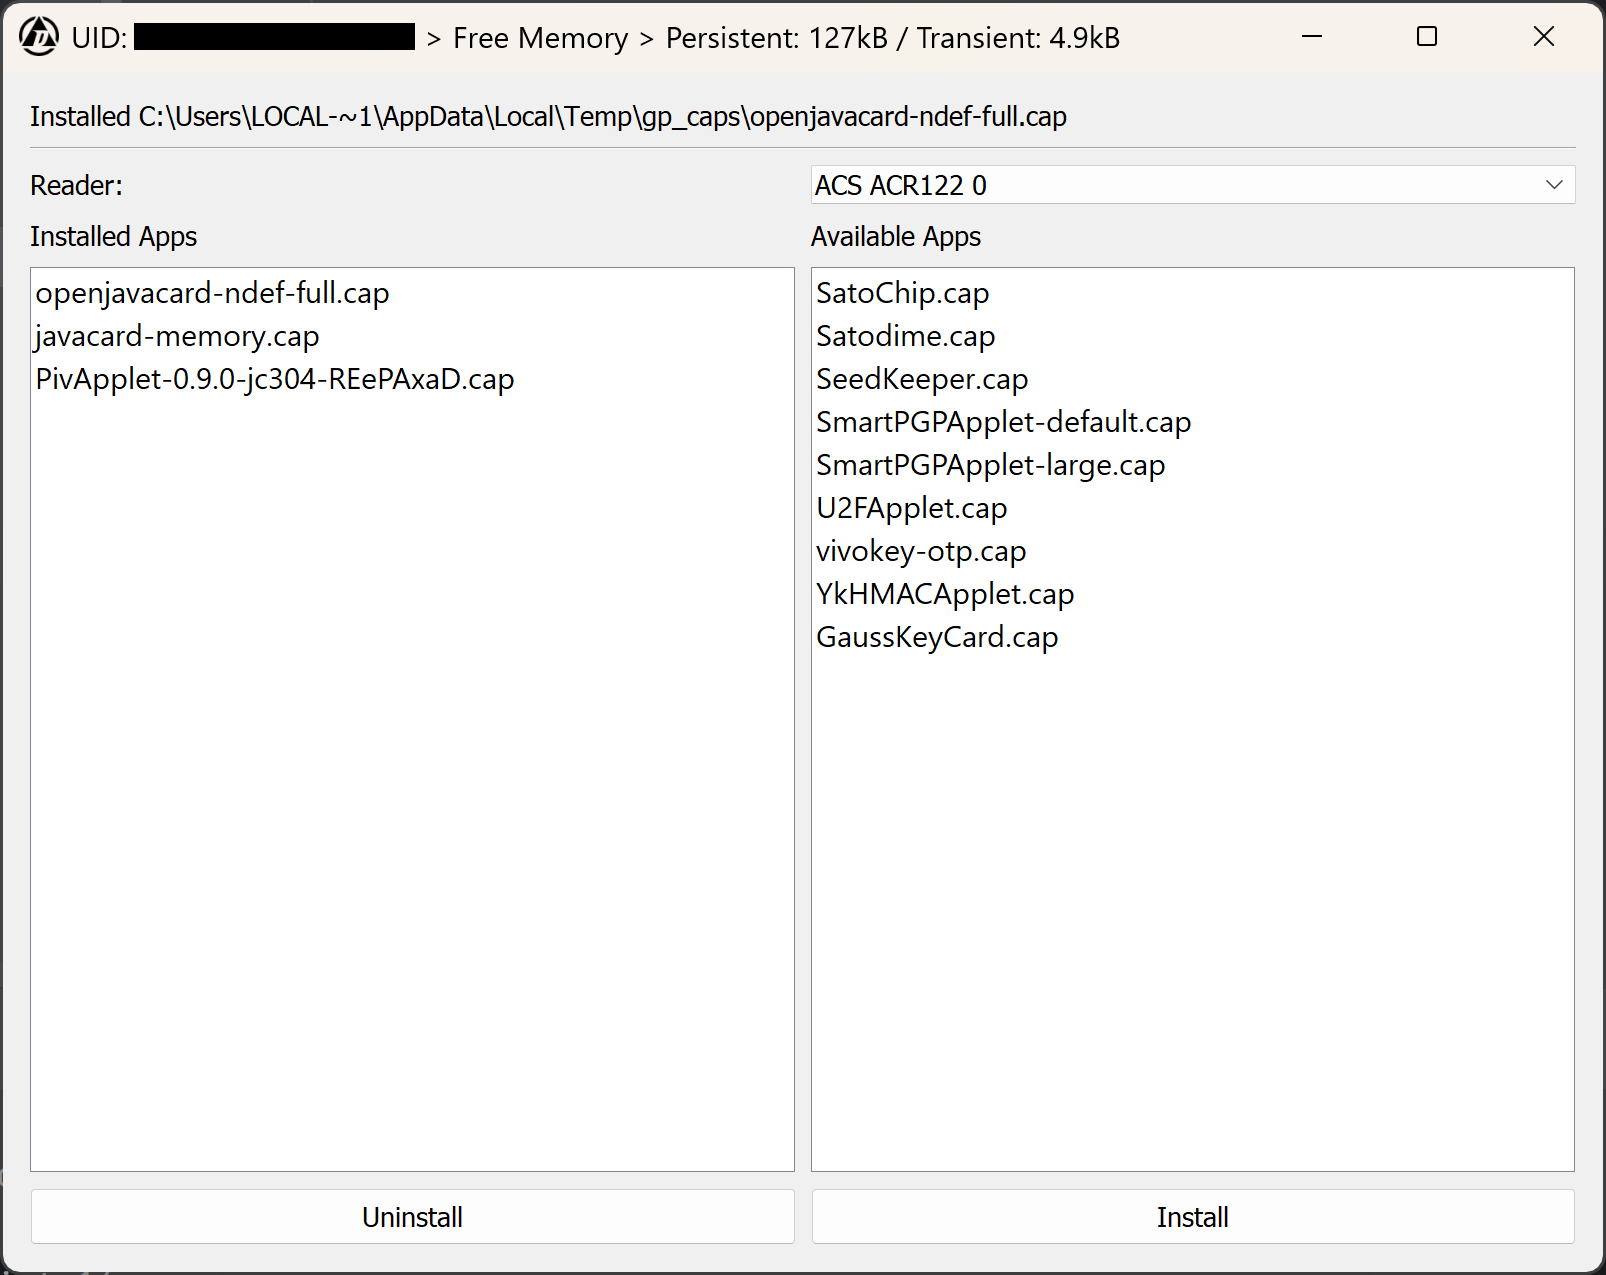 UID: > Free Memory > Persistent: 127kB / Transient: 4.9kB
Installed C:\Users\LOCAL-~1\AppData\Local\Temp\gp_caps\openjavacard-ndef-full.cap
Reader:
ACS ACR122 0
Installed Apps
openjavacard-ndef-full.cap
javacard-memory.cap
PivApplet-0.9.0-jc304-REePAxaD.cap
Uninstall
Available Apps
SatoChip.cap
Satodime.cap
SeedKeeper.cap
SmartPGPApplet-default.cap
SmartPGPApplet-large.cap
U2FApplet.cap
vivokey-otp.cap
YkHMACApplet.cap
GaussKeyCard.cap
Install